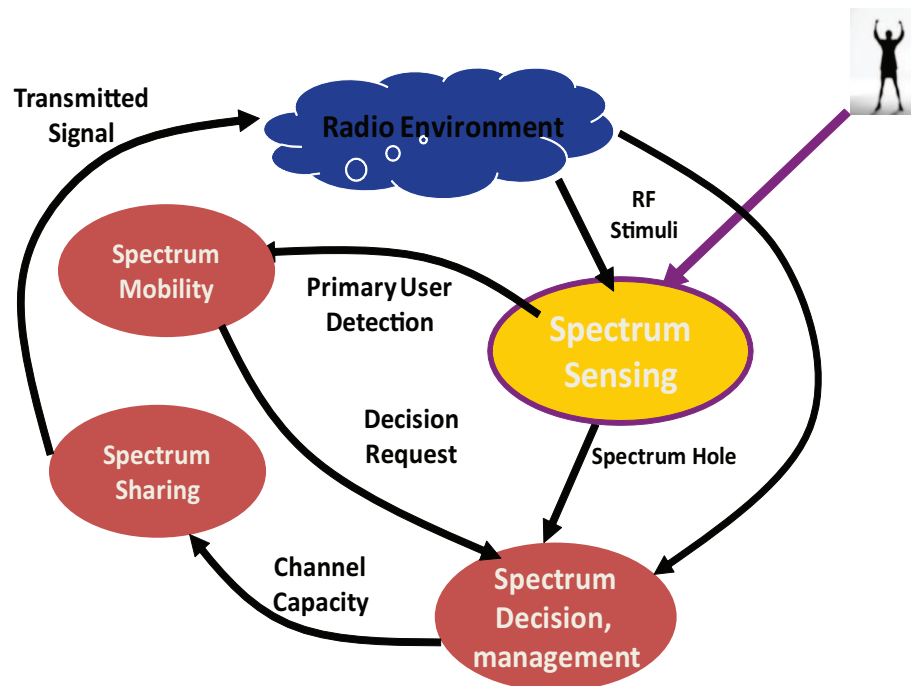 Transmitted
Signal
Radio Environment
RF
Stimuli
Spectrum
Mobility
Primary User
Detection
Spectrum
Sensing
Decision
Request
Spectrum Hole
Spectrum
Sharing
Channel
Capacity
Spectrum
Decision,
management